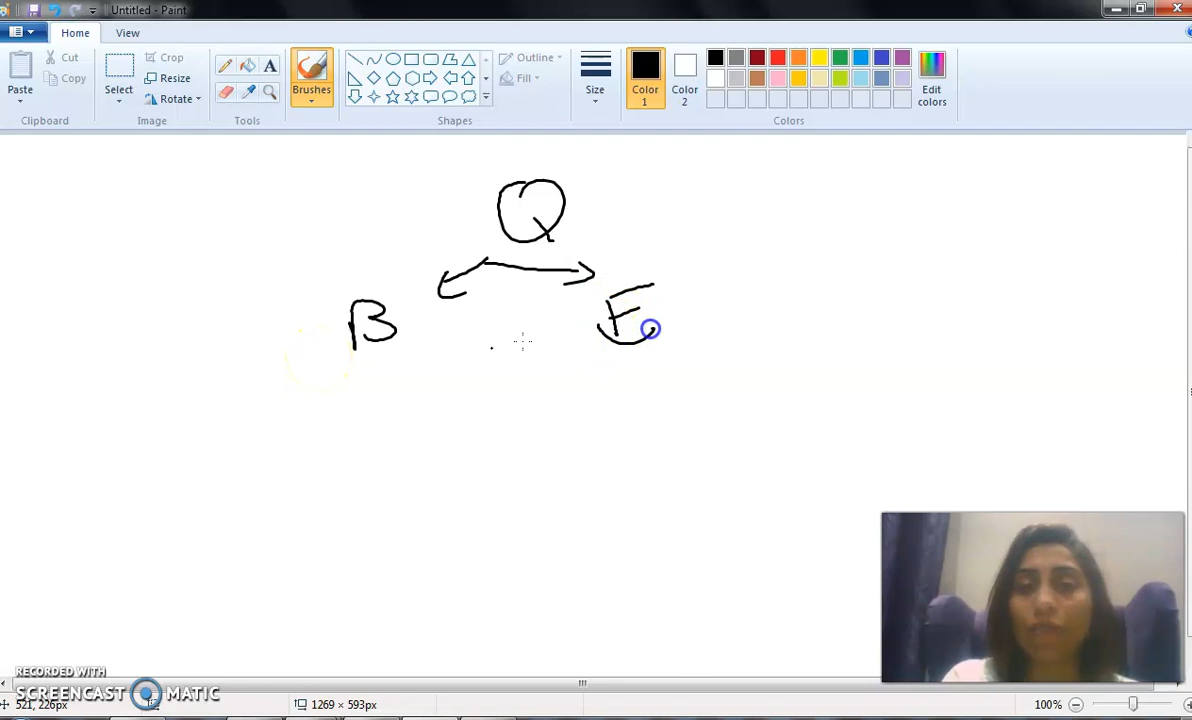 Untitled - Paint
Home View
Paste Cut Copy Clipboard
Select Crop Resize Rotate Image
Tools
Brushes
Shapes Outline Fill
Size
Color 1 Color 2 Edit colors Colors
Q
B E
RECORDED WITH
SCREENCAST MATIC
521, 226px 1269 × 593px 100%